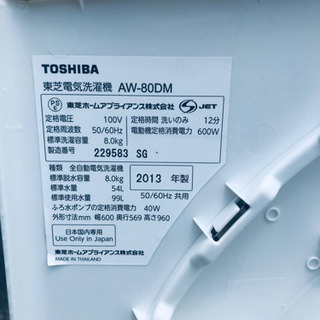 TOSHIBA
東芝電気洗濯機 AW-80DM
PS E 東芝ホームアプライアンス株式会社 S JET
定格電圧 100V 定格時間 洗いのみ 12分
定格周波数 50/60Hz 電動機定格消費電力 600W
標準洗濯容量 8.0kg
製造番号 229583 SG
種類 全自動電気洗濯機
標準脱水容量 8.0kg 2013 年製
標準水量 54L
標準使用水量 99L 50/60Hz 共用
ふろ水ポンプの定格消費電力 40W
外形寸法mm 幅600 奥行569 高さ960
日本国内専用
Use Only in Japan
東芝ホームアプライアンス株式会社
MADE IN THAILAND